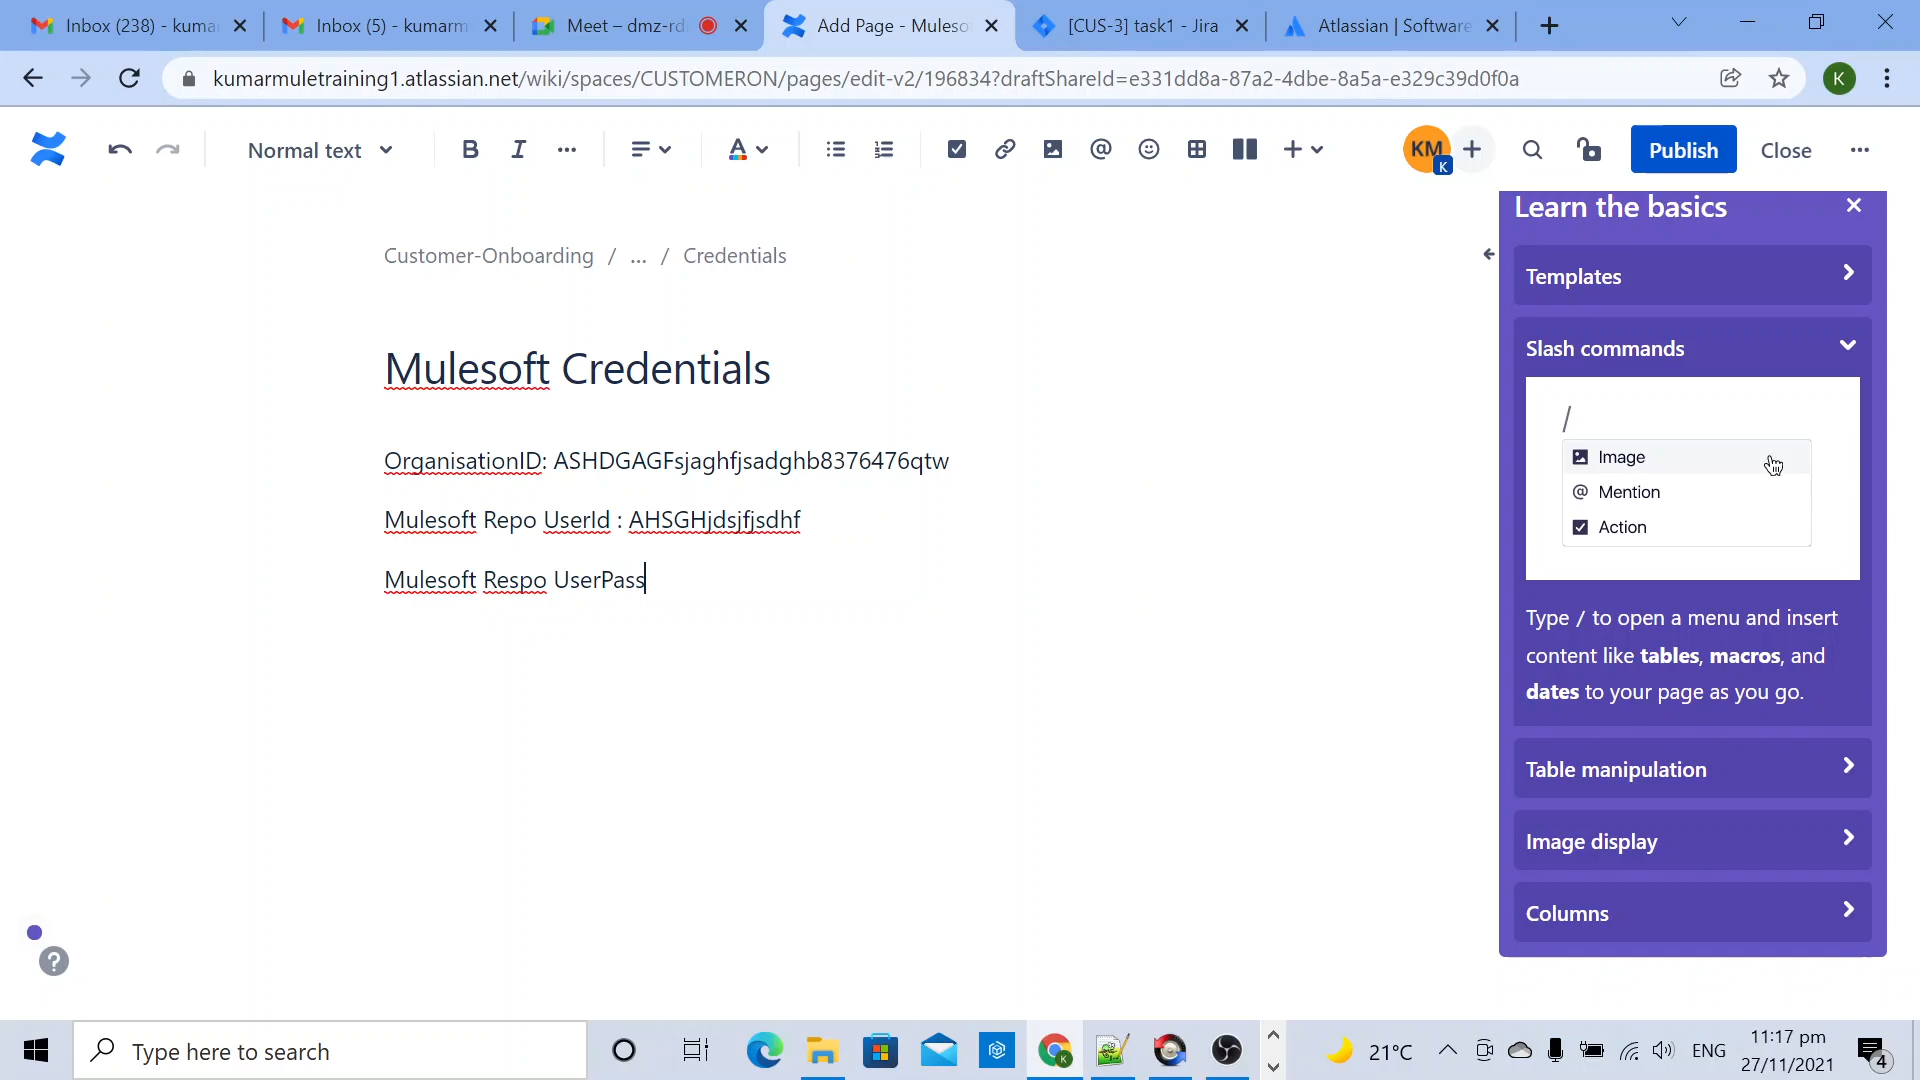 Inbox (238) - kuma
Inbox (5) - kumarm
Meet – dmz-rd
Add Page - Muleso
[CUS-3] task1 - Jira
Atlassian | Software
kumarmuletraining1.atlassian.net/wiki/spaces/CUSTOMERON/pages/edit-v2/196834?draftShareId=e331dd8a-87a2-4dbe-8a5a-e329c39d0f0a
K
Normal text
B
I
A
KM
K
Publish
Close
Customer-Onboarding / ... / Credentials
Mulesoft Credentials
OrganisationID: ASHDGAGFsjaghfjsadghb8376476qtw
Mulesoft Repo UserId : AHSGHjdsjfjsdhf
Mulesoft Respo UserPass
Learn the basics
Templates
Slash commands
/
Image
Mention
Action
Type / to open a menu and insert
content like tables, macros, and
dates to your page as you go.
Table manipulation
Image display
Columns
?
Type here to search
K
21°C
ENG
11:17 pm
27/11/2021
4